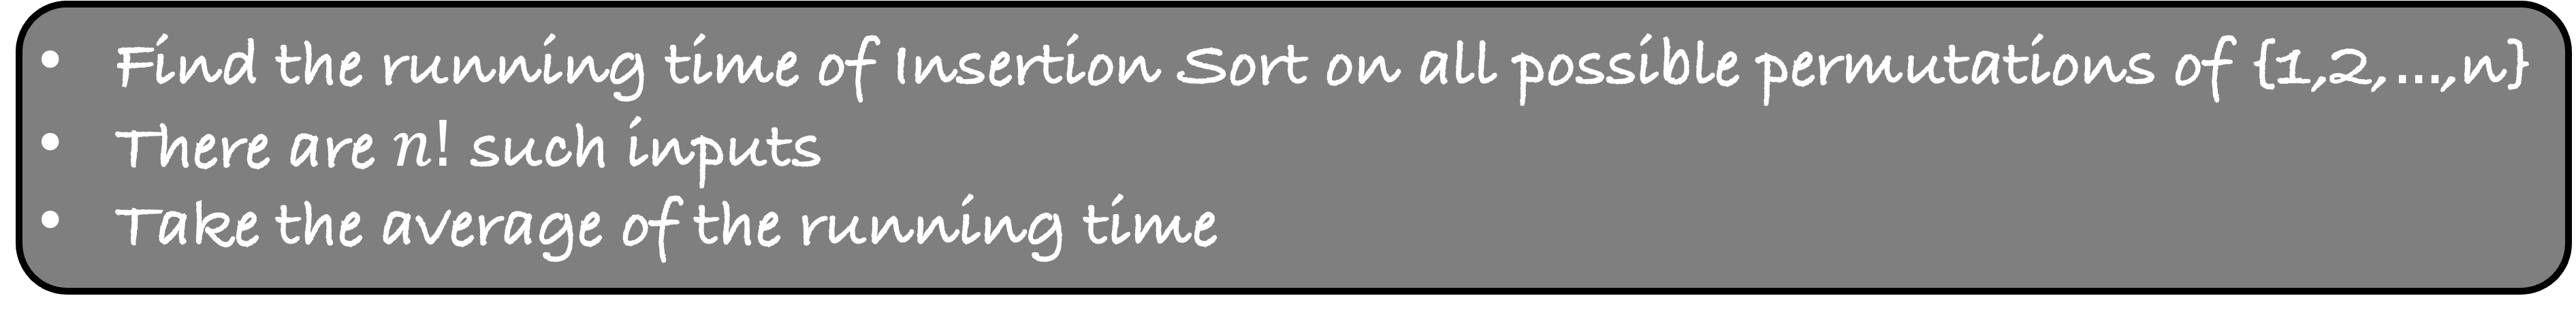 • Find the running time of Insertion Sort on all possible permutations of {1,2,...,n}
• There are n! such inputs
• Take the average of the running time